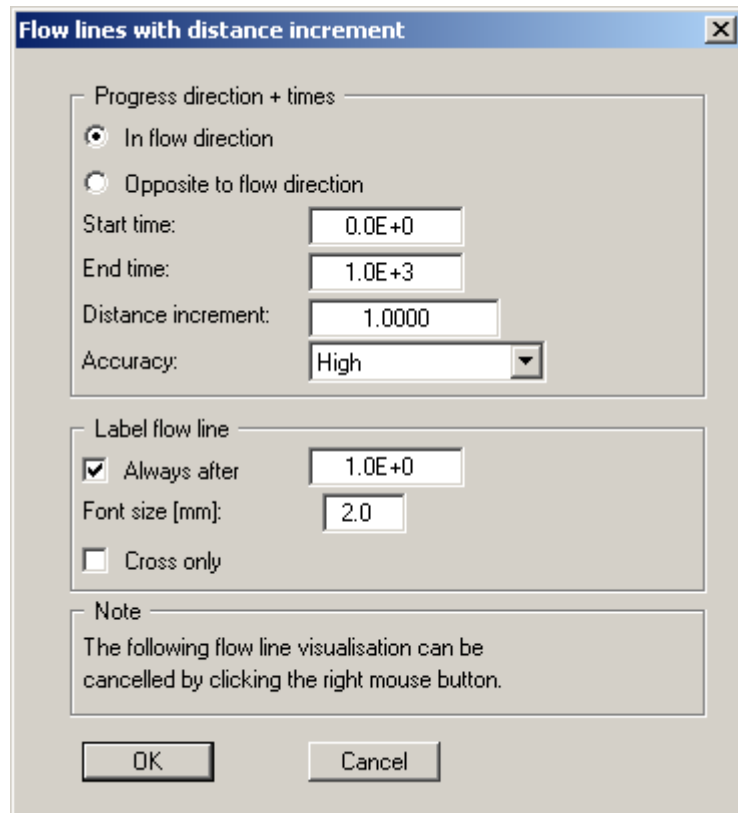 Flow lines with distance increment
Progress direction + times
In flow direction
Opposite to flow direction
Start time: 0.0E+0
End time: 1.0E+3
Distance increment: 1.0000
Accuracy: High
Label flow line
Always after 1.0E+0
Font size [mm]: 2.0
Cross only
Note
The following flow line visualisation can be
cancelled by clicking the right mouse button.
OK Cancel